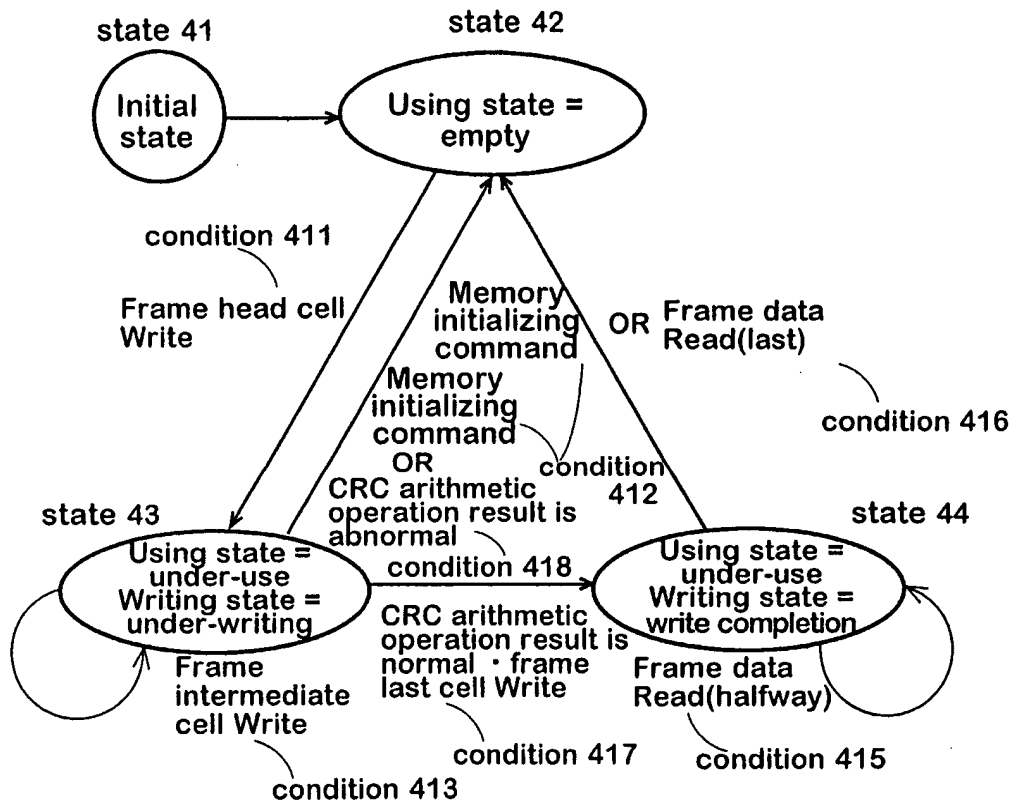 state 41
state 42
Initial
state
Using state =
empty
condition 411
Frame head cell
Write
Memory
initializing
command
OR Frame data
Read(last)
condition 416
Memory
initializing
command
OR
condition
412
CRC arithmetic
operation result is
abnormal
condition 418
state 43
state 44
Using state =
under-use
Writing state =
under-writing
Using state =
under-use
Writing state =
write completion
CRC arithmetic
operation result is
normal · frame
last cell Write
Frame
intermediate
cell Write
Frame data
Read(halfway)
condition 417
condition 415
condition 413